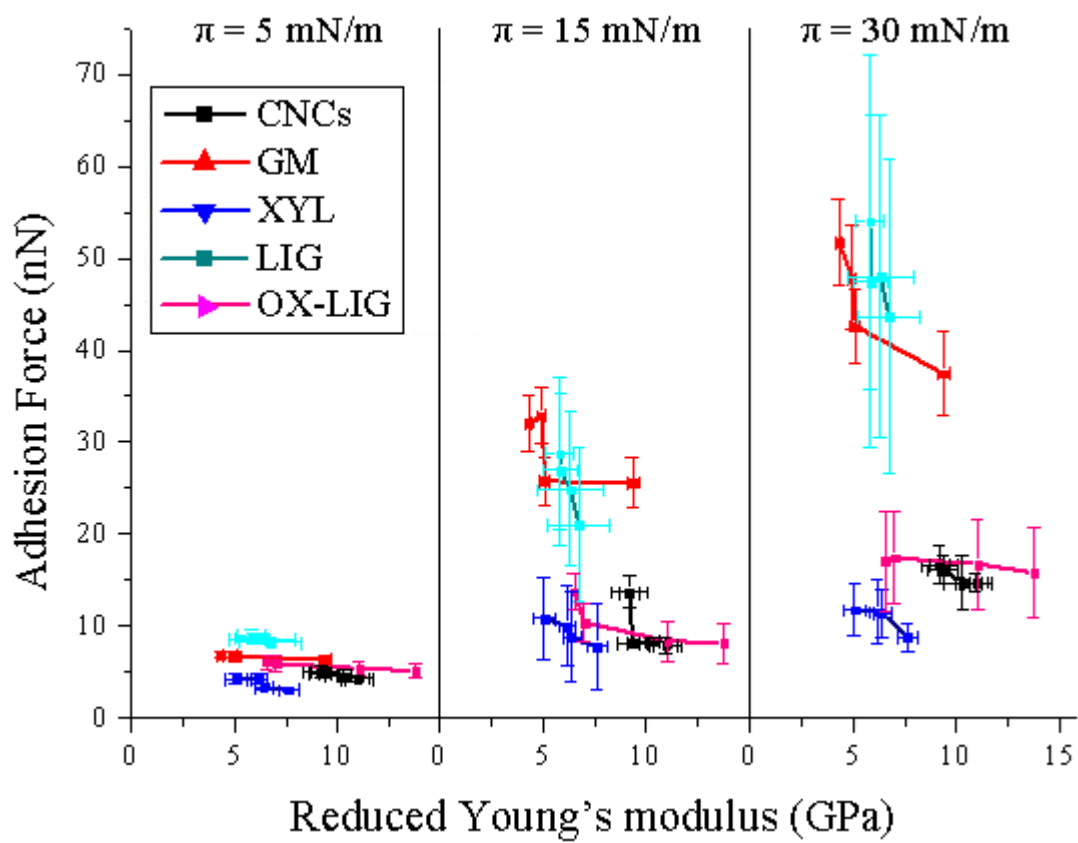 π = 5 mN/m π = 15 mN/m π = 30 mN/m
CNCs
GM
XYL
LIG
OX-LIG
70
60
50
40
30
20
10
0
Adhesion Force (nN)
0 5 10 0 5 10 0 5 10 15
Reduced Young’s modulus (GPa)